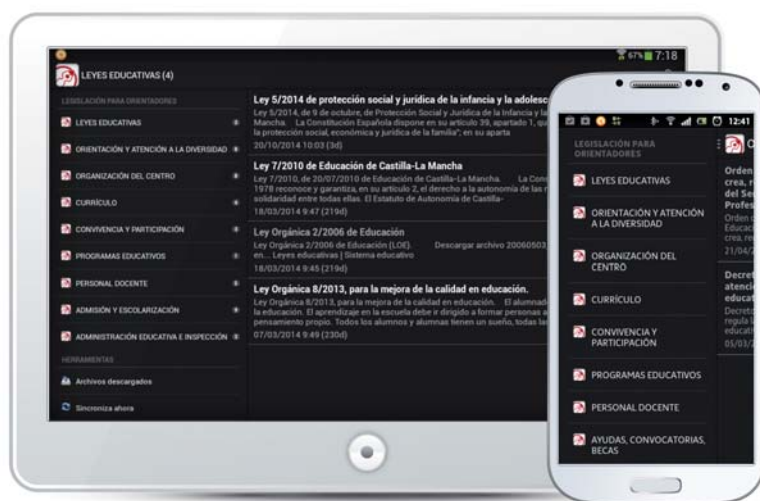 67% 7:18
LEYES EDUCATIVAS (4)
LEGISLACIÓN PARA ORIENTADORES
LEYES EDUCATIVAS
ORIENTACIÓN Y ATENCIÓN A LA DIVERSIDAD
ORGANIZACIÓN DEL CENTRO
CURRÍCULO
CONVIVENCIA Y PARTICIPACIÓN
PROGRAMAS EDUCATIVOS
PERSONAL DOCENTE
ADMISIÓN Y ESCOLARIZACIÓN
ADMINISTRACIÓN EDUCATIVA E INSPECCIÓN
HERRAMIENTAS
Archivos descargados
Sincroniza ahora
Ley 5/2014 de protección social y jurídica de la infancia y la adolesc
Ley 5/2014, de 9 de octubre, de Protección Social y Jurídica de la Infancia y la
Mancha. La Constitución Española dispone en su artículo 39, apartado 1, qu
la protección social, económica y jurídica de la familia"; en su aparta
20/10/2014 10:03 (3d)
Ley 7/2010 de Educación de Castilla-La Mancha
Ley 7/2010, de 20/07/2010 de Educación de Castilla-La Mancha. La Cons
1978 reconoce y garantiza, en su artículo 2, el derecho a la autonomía de las r
solidaridad entre todas ellas. El Estatuto de Autonomía de Castilla-
18/03/2014 9:47 (219d)
Ley Orgánica 2/2006 de Educación
Ley Orgánica 2/2006 de Educación (LOE). Descargar archivo 20060503
en... Leyes educativas | Sistema educativo
18/03/2014 9:45 (219d)
Ley Orgánica 8/2013, para la mejora de la calidad en educación.
Ley Orgánica 8/2013, para la mejora de la calidad en educación. El alumnad
la educación. El aprendizaje en la escuela debe ir dirigido a formar personas a
pensamiento propio. Todos los alumnos y alumnas tienen un sueño, todas las
07/03/2014 9:49 (230d)
12:41
LEGISLACIÓN PARA
ORIENTADORES
LEYES EDUCATIVAS
ORIENTACIÓN Y ATENCIÓN
A LA DIVERSIDAD
ORGANIZACIÓN DEL
CENTRO
CURRÍCULO
CONVIVENCIA Y
PARTICIPACIÓN
PROGRAMAS EDUCATIVOS
PERSONAL DOCENTE
AYUDAS, CONVOCATORIAS,
BECAS
O
Orden
crea, r
del Se
Profes
Orden d
Educaci
crea, re
21/04/2
Decret
atenci
educat
Decreto
regula l
educati
05/03/2